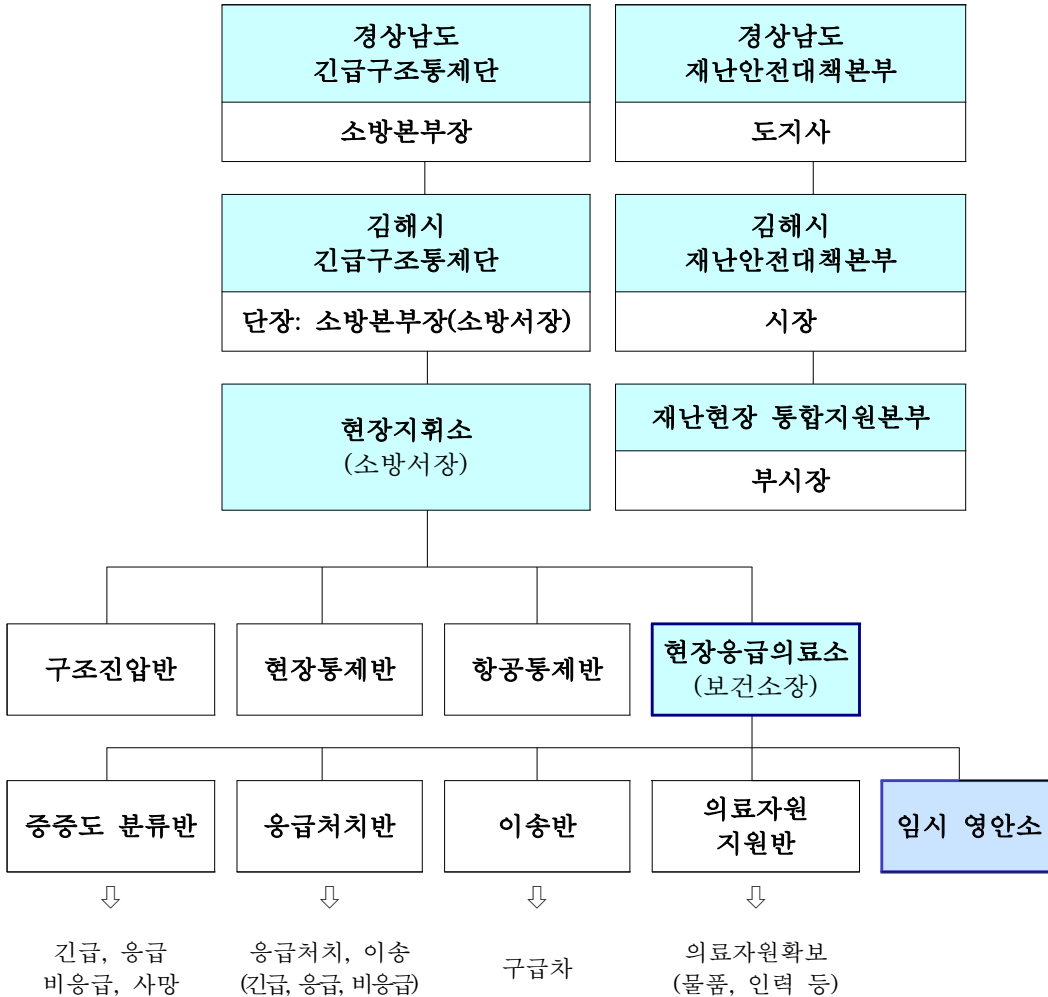 경상남도
긴급구조통제단
소방본부장
경상남도
재난안전대책본부
도지사
김해시
긴급구조통제단
단장: 소방본부장(소방서장)
김해시
재난안전대책본부
시장
현장지휘소
(소방서장)
재난현장 통합지원본부
부시장
구조진압반
현장통제반
항공통제반
현장응급의료소
(보건소장)
중증도 분류반
응급처치반
이송반
의료자원
지원반
임시 영안소
⇩
⇩
⇩
⇩
긴급, 응급
비응급, 사망
응급처치, 이송
(긴급, 응급, 비응급)
구급차
의료자원확보
(물품, 인력 등)